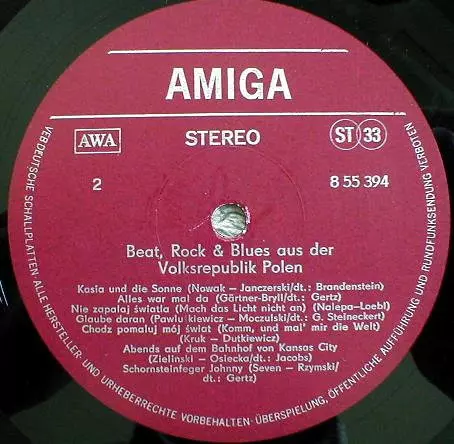 AMIGA
AWA
STEREO
ST 33
2
8 55 394
Beat, Rock & Blues aus der
Volksrepublik Polen
Kasia und die Sonne (Nowak – Janczerski/dt.: Brandenstein)
Alles war mal da (Gärtner-Bryll/dt.: Gertz)
Nie zapalaj światla (Mach das Licht nicht an) (Nalepa-Loebl)
Glaube daran (Pawlukiewicz – Moczulski/dt.: G. Steineckert)
Chodz pomaluj mój świat (Komm, und mal' mir die Welt)
(Kruk – Dutkiewicz)
Abends auf dem Bahnhof von Kansas City
(Zielinski – Osiecka/dt.: Jacobs)
Schornsteinfeger Johnny (Seven – Rzymski/
dt.: Gertz)
VEB DEUTSCHE SCHALLPLATTEN · ALLE HERSTELLER- UND URHEBERRECHTE VORBEHALTEN · ÜBERSPIELUNG, ÖFFENTLICHE AUFFÜHRUNG UND RUNDFUNKSENDUNG VERBOTEN